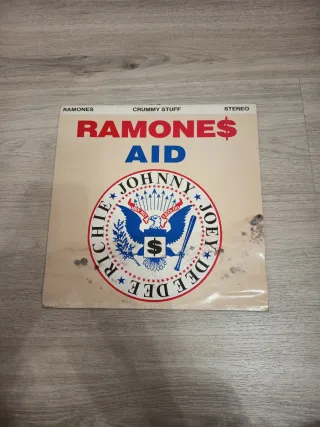 RAMONES CRUMMY STUFF STEREO
RAMONE$
AID
RICHIE JOHNNY JOEY DEE DEE
$